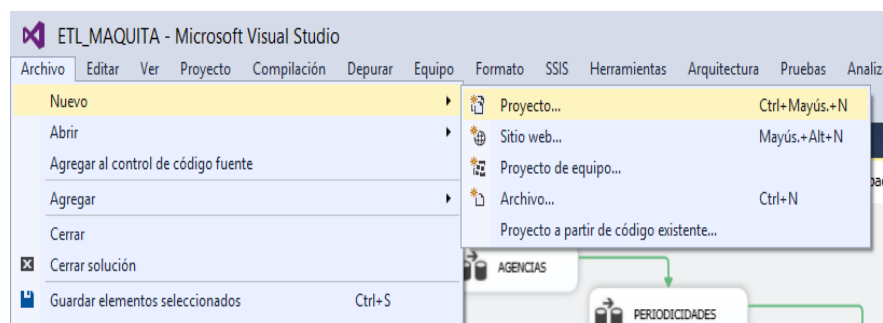 ETL_MAQUITA - Microsoft Visual Studio
Archivo Editar Ver Proyecto Compilación Depurar Equipo Formato SSIS Herramientas Arquitectura Pruebas
Nuevo
Proyecto... Ctrl+Mayús.+N
Abrir
Sitio web... Mayús.+Alt+N
Agregar al control de código fuente
Proyecto de equipo...
Agregar
Archivo... Ctrl+N
Cerrar
Proyecto a partir de código existente...
Cerrar solución
AGENCIAS
Guardar elementos seleccionados Ctrl+S
PERIODICIDADES